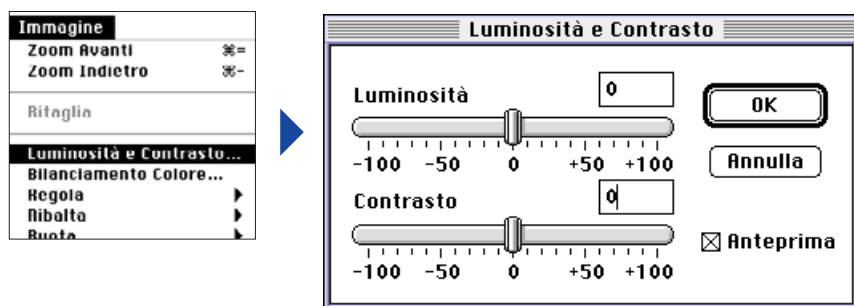 Immagine
Zoom Avanti ⌘=
Zoom Indietro ⌘-
Ritaglia
Luminosità e Contrasto...
Bilanciamento Colore...
Regola
Ribalta
Ruota
Luminosità e Contrasto
Luminosità 0
-100 -50 0 +50 +100
Contrasto 0
-100 -50 0 +50 +100
OK
Annulla
Anteprima